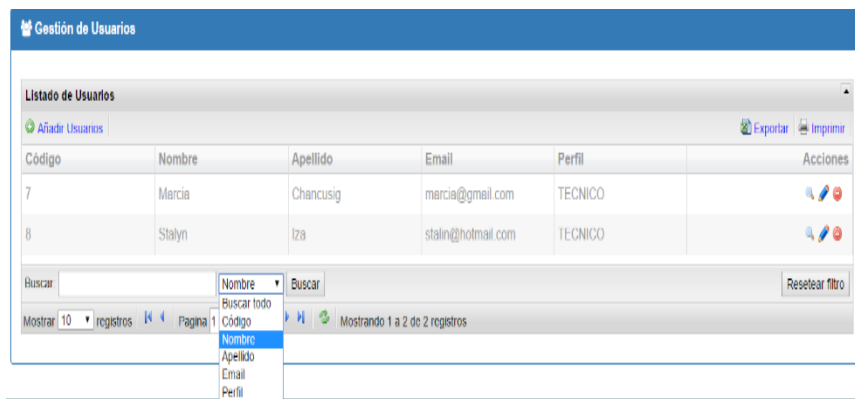 Gestión de Usuarios
Listado de Usuarios
Añadir Usuarios Exportar Imprimir
Código Nombre Apellido Email Perfil Acciones
7 Marcia Chancusig marcia@gmail.com TECNICO
8 Stalyn Iza stalin@hotmail.com TECNICO
Buscar Nombre Buscar Resetear filtro
Buscar todo
Mostrar 10 registros Pagina 1 Código Mostrando 1 a 2 de 2 registros
Nombre
Apellido
Email
Perfil